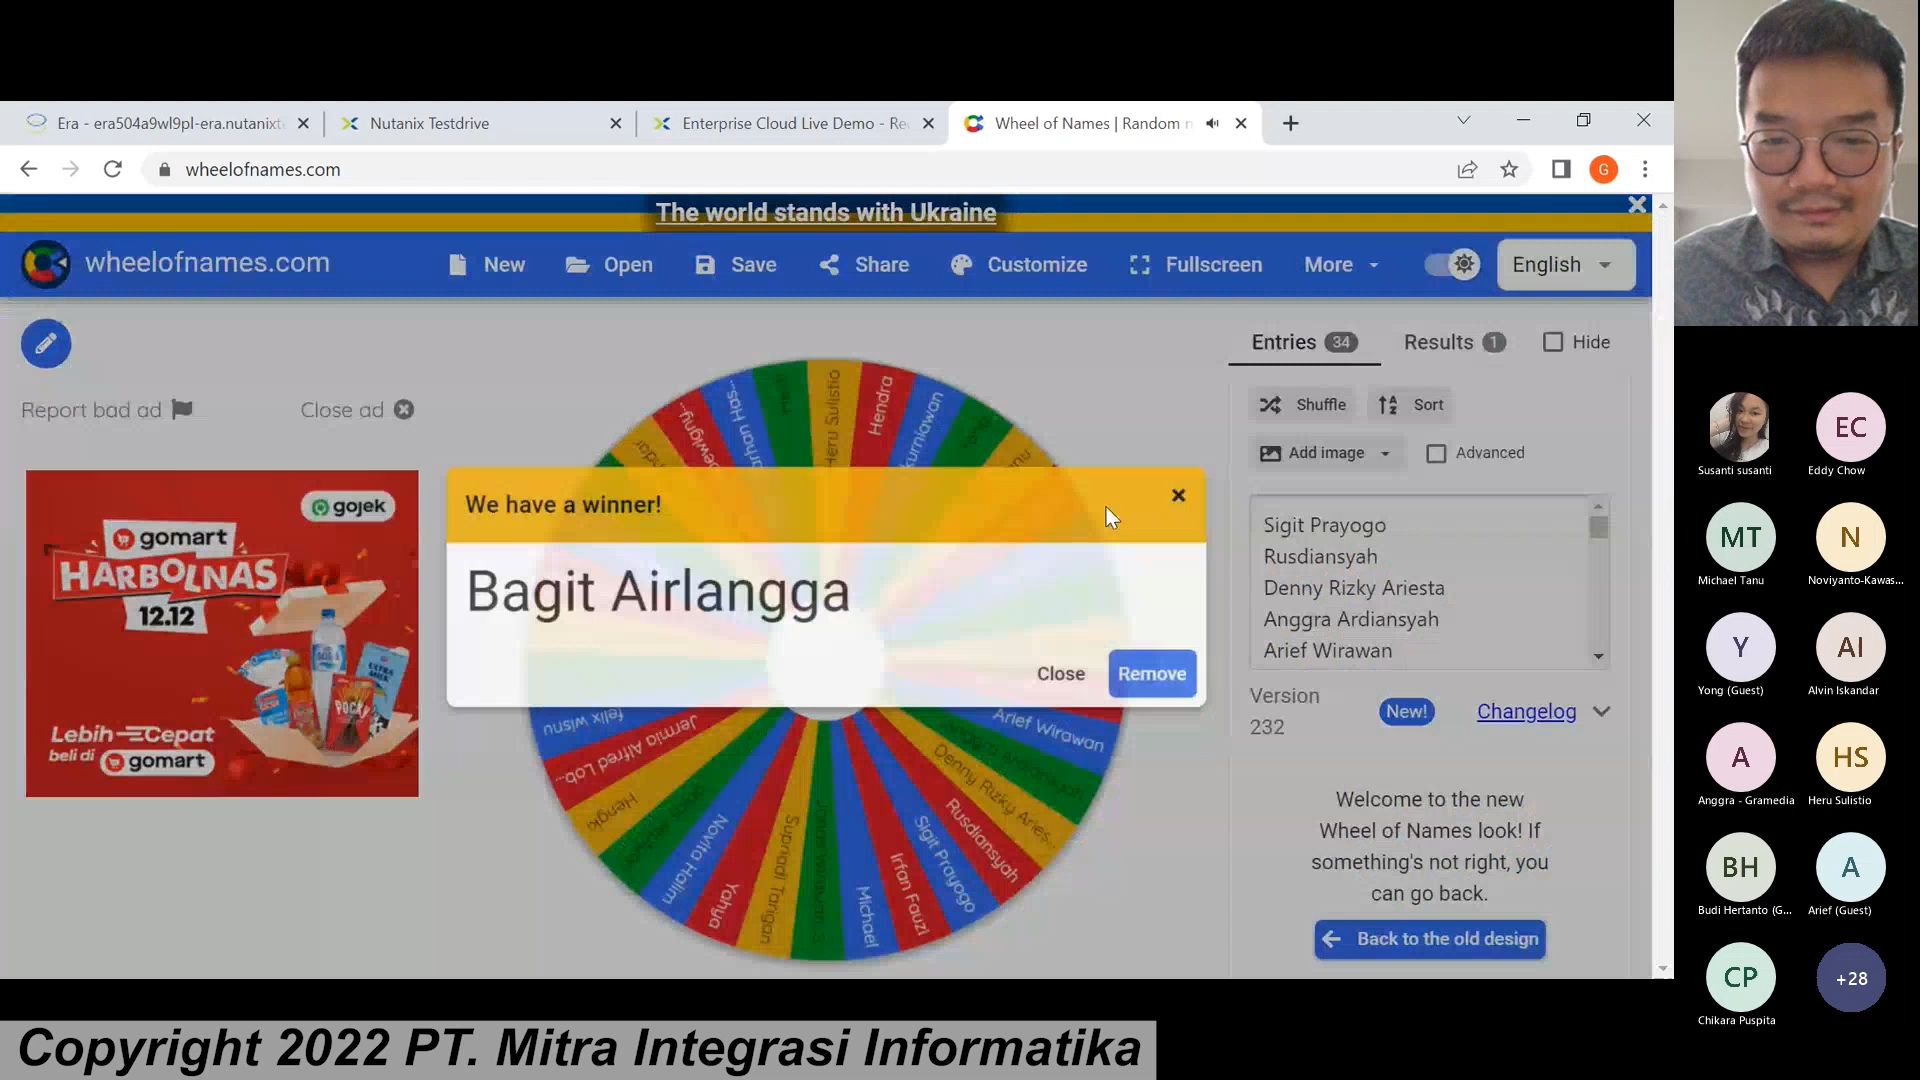 Era - era504a9wl9pl-era.nutanixt
Nutanix Testdrive
Enterprise Cloud Live Demo - Re
Wheel of Names | Random n
wheelofnames.com
G
The world stands with Ukraine
wheelofnames.com
New
Open
Save
Share
Customize
Fullscreen
More
English
Report bad ad
Close ad
gojek
gomart
HARBOLNAS
12.12
POCKY
Lebih Cepat
beli di gomart
Heru Sulistio
Hendra
kurniawan
We have a winner!
Bagit Airlangga
Close
Remove
felix wisnu
Jermia Alfred Lob...
Hengki
Novita Halim
Yahya
Supriadi Tarigan
Michael
Irfan Fauzi
Sigit Prayogo
Rusdiansyah
Denny Rizky Aries...
Anggra Ardiansyah
Arief Wirawan
Entries 34
Results 1
Hide
Shuffle
Sort
Add image
Advanced
Sigit Prayogo
Rusdiansyah
Denny Rizky Ariesta
Anggra Ardiansyah
Arief Wirawan
Version
232
New!
Changelog
Welcome to the new
Wheel of Names look! If
something's not right, you
can go back.
Back to the old design
Susanti susanti
EC
Eddy Chow
MT
Michael Tanu
N
Noviyanto-Kawas...
Y
Yong (Guest)
AI
Alvin Iskandar
A
Anggra - Gramedia
HS
Heru Sulistio
BH
Budi Hertanto (G...
A
Arief (Guest)
CP
Chikara Puspita
+28
Copyright 2022 PT. Mitra Integrasi Informatika